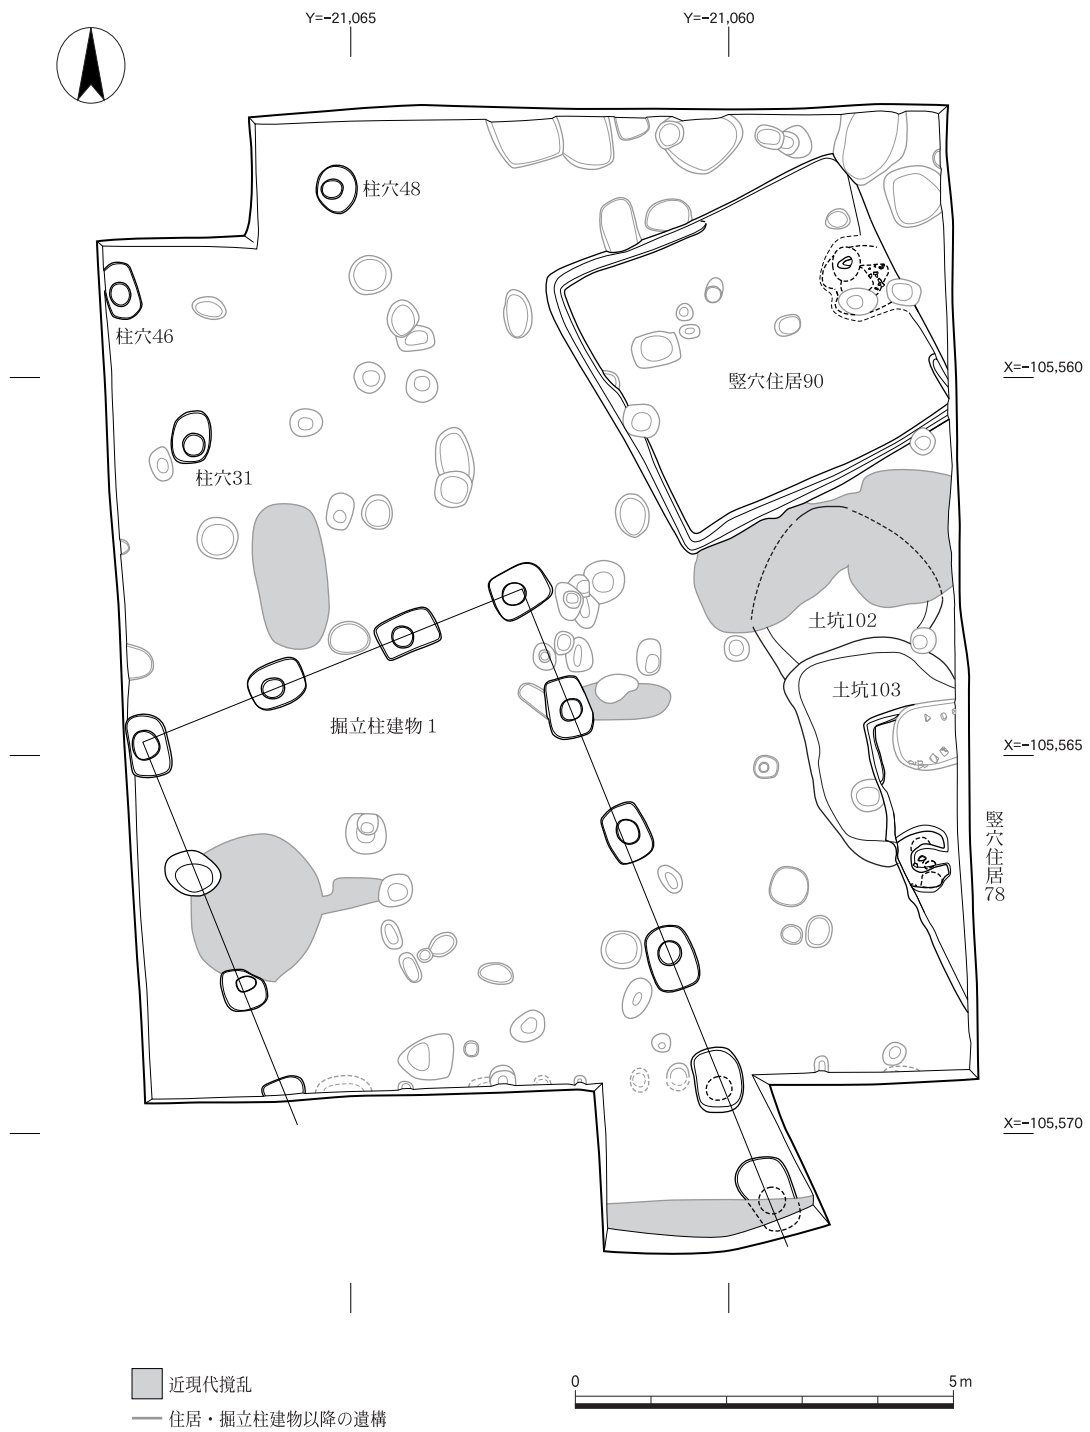 Y=−21,065
Y=−21,060
柱穴48
柱穴46
X=−105,560
竪穴住居90
柱穴31
土坑102
土坑103
掘立柱建物１
X=−105,565
竪穴住居78
X=−105,570
近現代撹乱
0
5m
住居・掘立柱建物以降の遺構